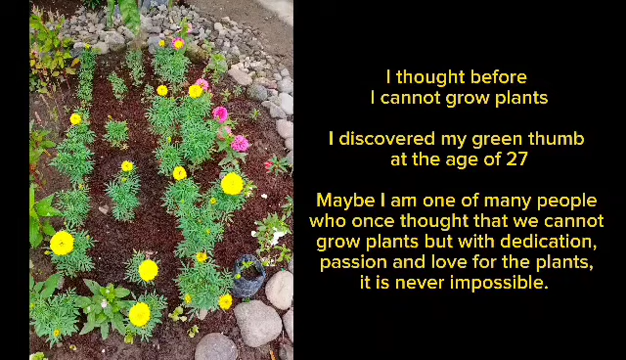 I thought before
I cannot grow plants
I discovered my green thumb
at the age of 27
Maybe I am one of many people
who once thought that we cannot
grow plants but with dedication,
passion and love for the plants,
it is never impossible.